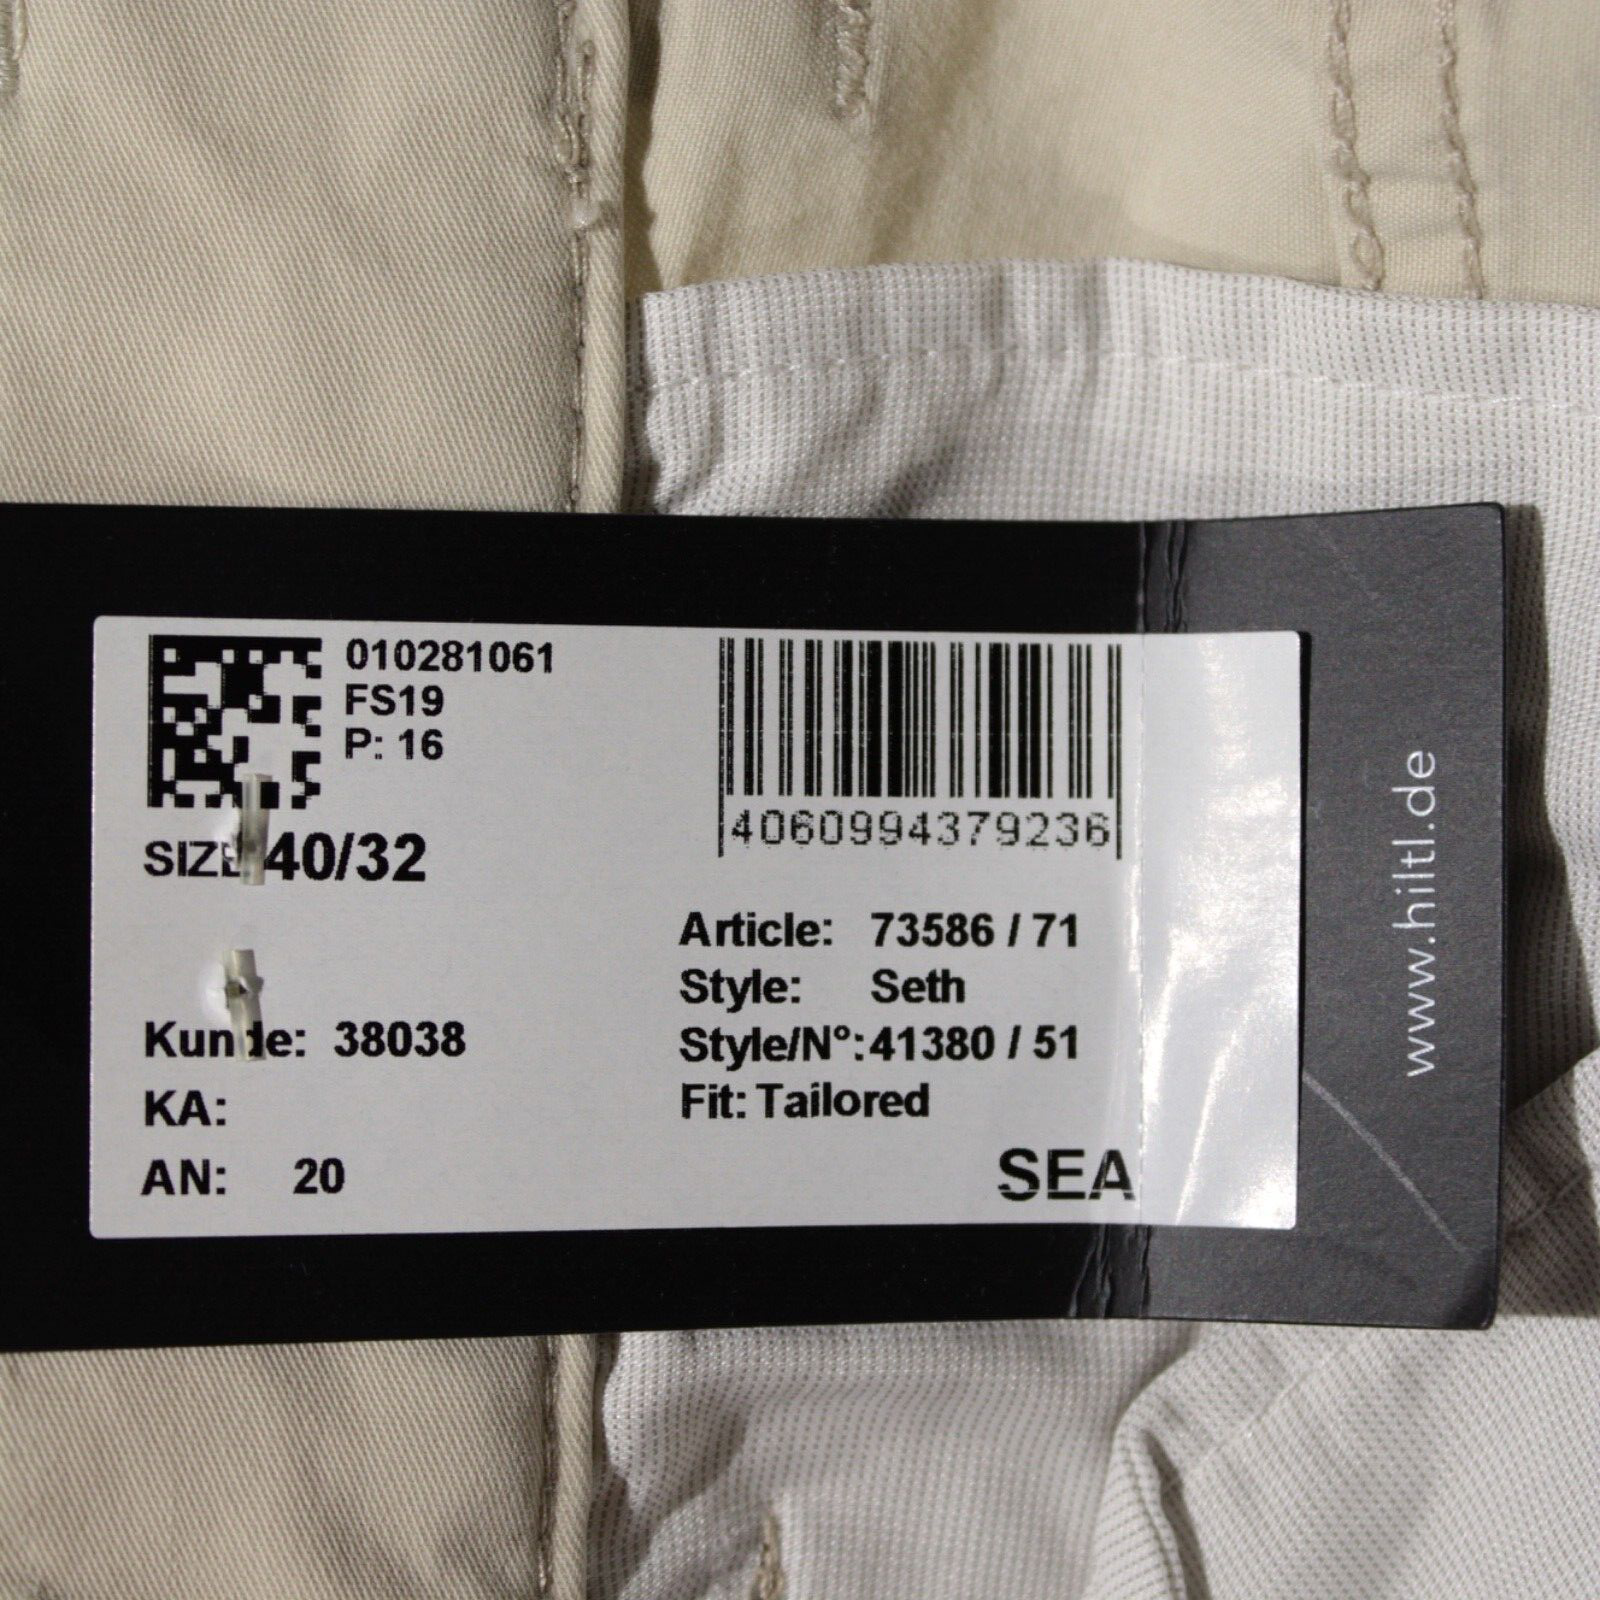 010281061
FS19
P: 16
SIZE 40/32
4060994379236
Article: 73586 / 71
Style: Seth
Style/N°: 41380 / 51
Fit: Tailored
Kunde: 38038
KA:
AN: 20
SEA
www.hiltl.de